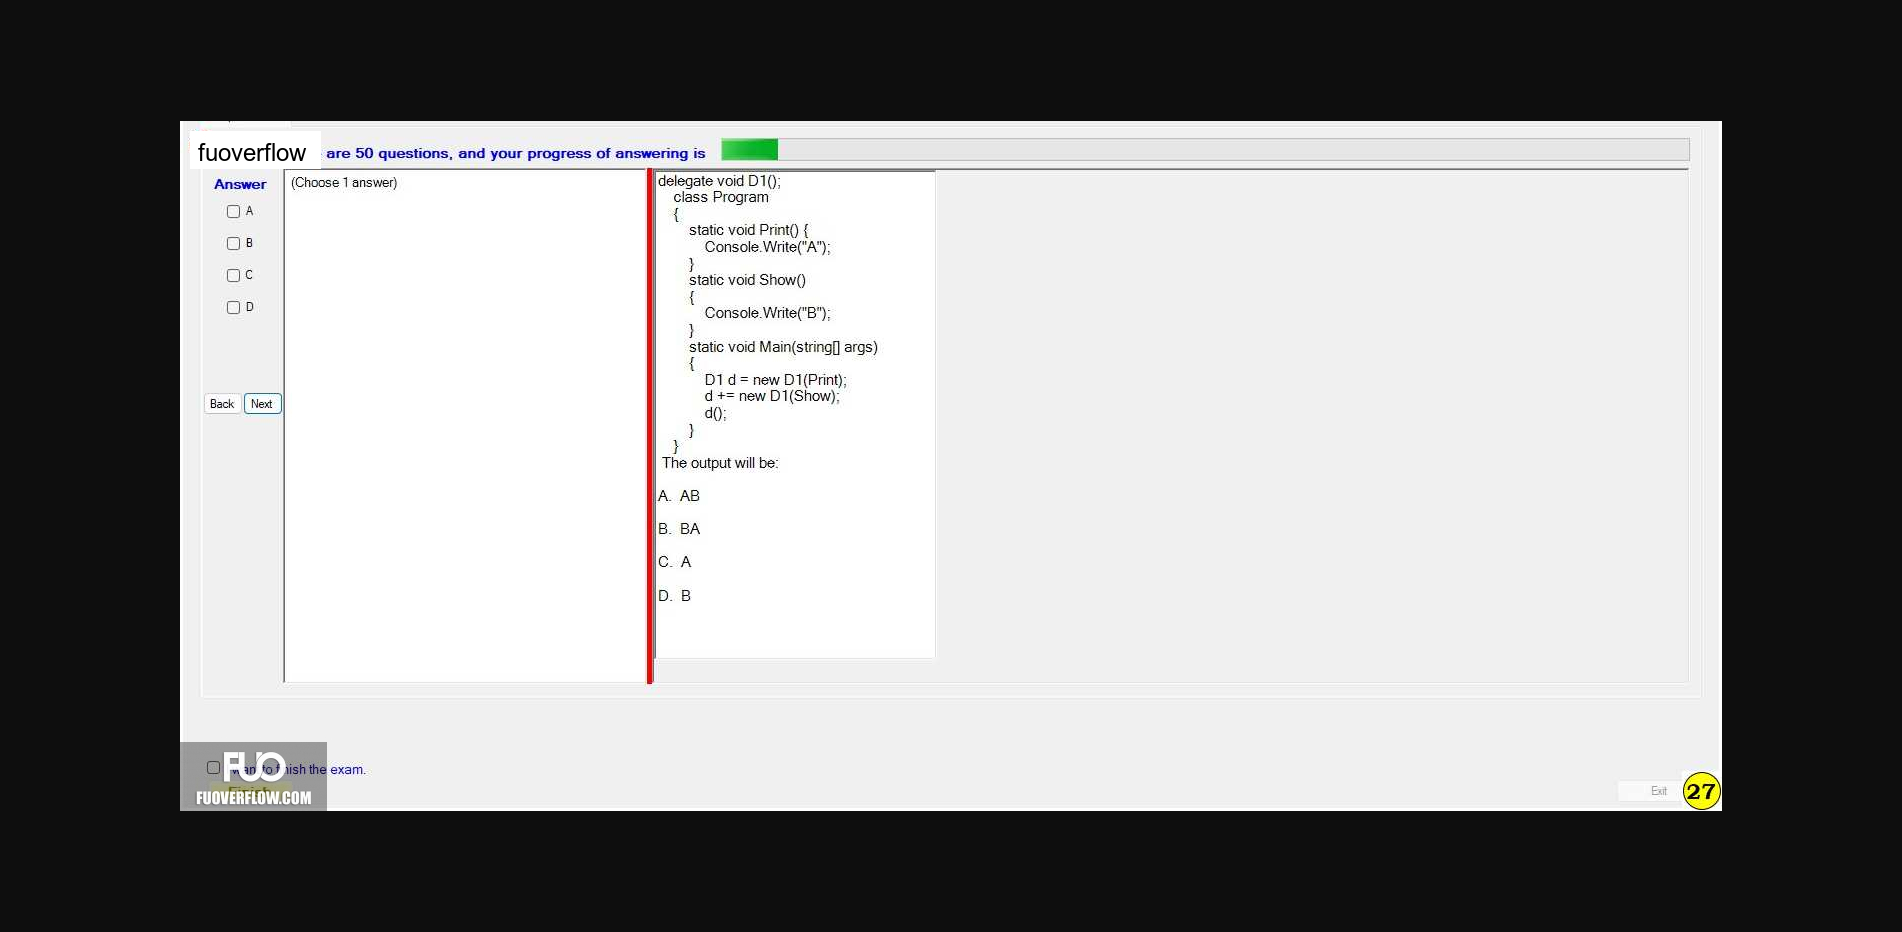 fuoverflow are 50 questions, and your progress of answering is
Answer
(Choose 1 answer)
A
B
C
D
Back Next
delegate void D1();
class Program
{
static void Print() {
Console.Write("A");
}
static void Show()
{
Console.Write("B");
}
static void Main(string[] args)
{
D1 d = new D1(Print);
d += new D1(Show);
d();
}
}
The output will be:
A. AB
B. BA
C. A
D. B
FUO
want to finish the exam.
Finish
FUOVERFLOW.COM
Exit
27